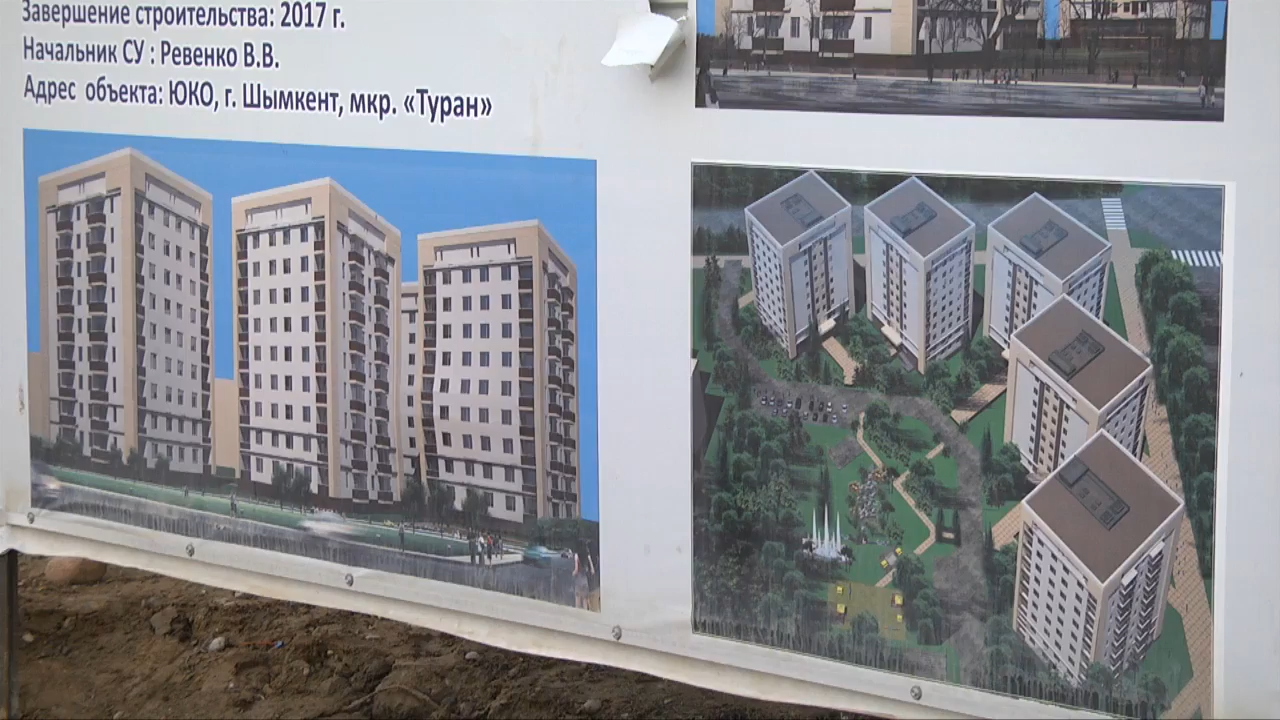 Завершение строительства: 2017 г.
Начальник СУ : Ревенко В.В.
Адрес объекта: ЮКО, г. Шымкент, мкр. «Туран»